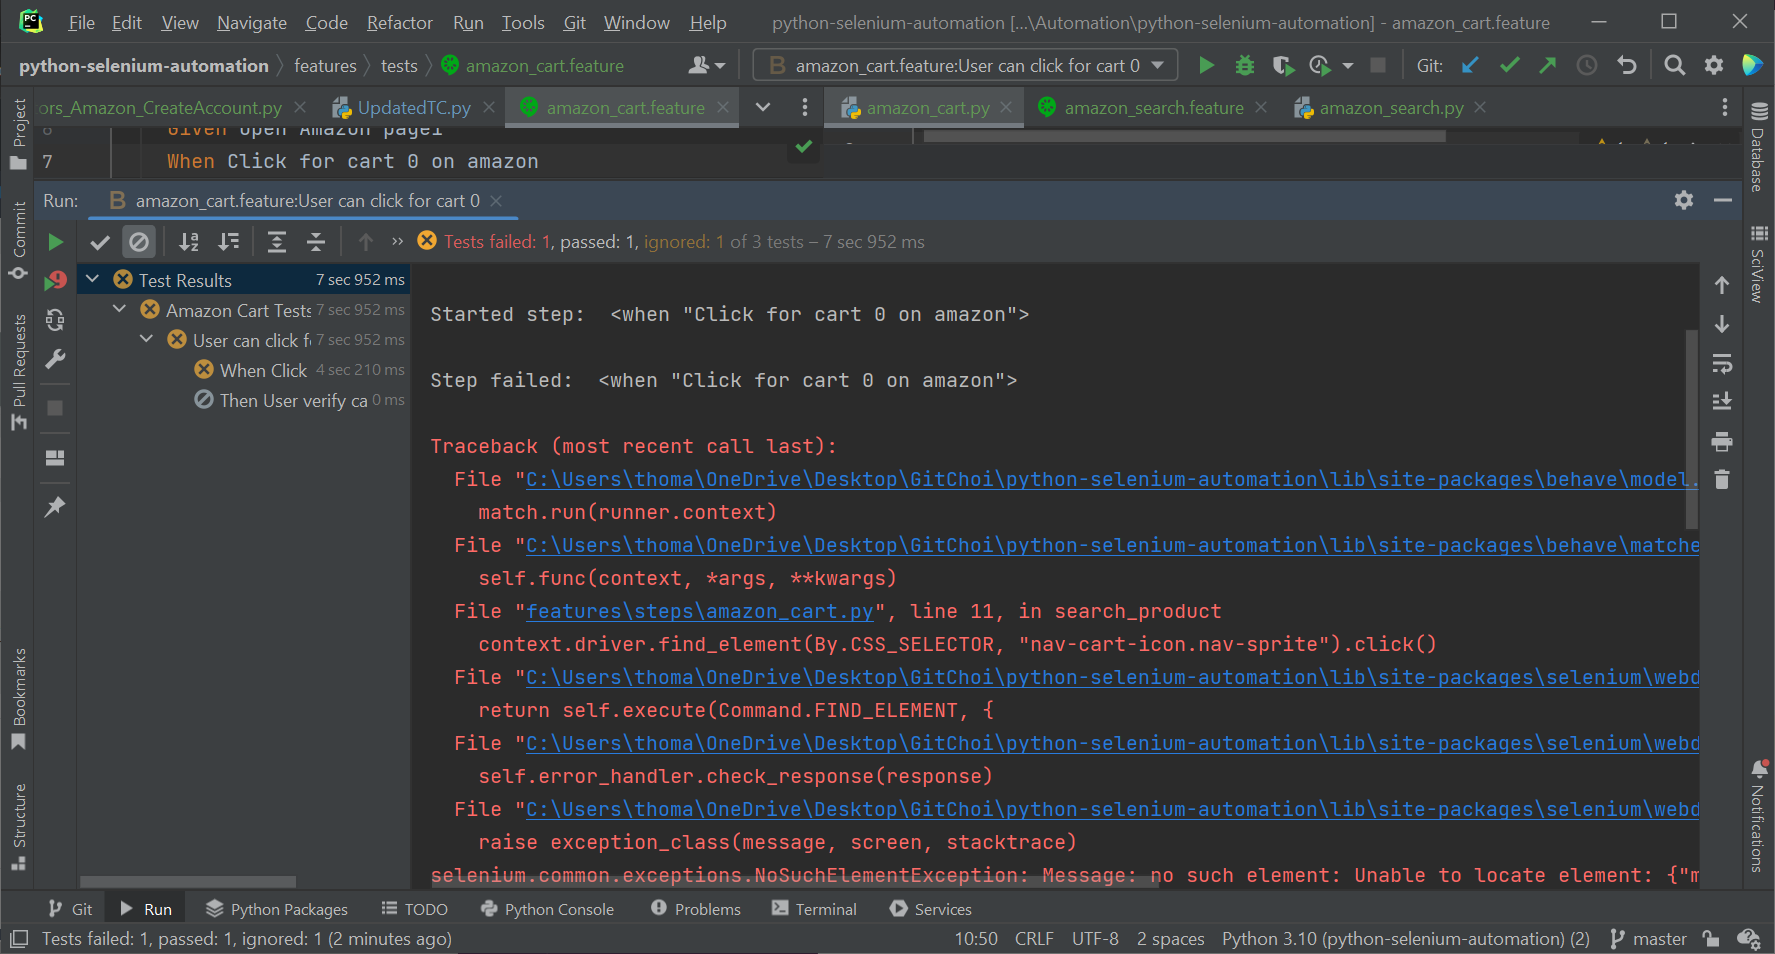 PC File Edit View Navigate Code Refactor Run Tools Git Window Help python-selenium-automation [...\Automation\python-selenium-automation] - amazon_cart.feature
python-selenium-automation features tests amazon_cart.feature B amazon_cart.feature:User can click for cart 0 Git:
ors_Amazon_CreateAccount.py UpdatedTC.py amazon_cart.feature amazon_cart.py amazon_search.feature amazon_search.py
Given Open Amazon page1
7 When Click for cart 0 on amazon
Run: B amazon_cart.feature:User can click for cart 0
Tests failed: 1, passed: 1, ignored: 1 of 3 tests – 7 sec 952 ms
Test Results 7 sec 952 ms
Amazon Cart Tests 7 sec 952 ms
User can click f 7 sec 952 ms
When Click 4 sec 210 ms
Then User verify ca 0 ms
Started step:  <when "Click for cart 0 on amazon">
Step failed:  <when "Click for cart 0 on amazon">
Traceback (most recent call last):
File "C:\Users\thoma\OneDrive\Desktop\GitChoi\python-selenium-automation\lib\site-packages\behave\model.
match.run(runner.context)
File "C:\Users\thoma\OneDrive\Desktop\GitChoi\python-selenium-automation\lib\site-packages\behave\matche
self.func(context, *args, **kwargs)
File "features\steps\amazon_cart.py", line 11, in search_product
context.driver.find_element(By.CSS_SELECTOR, "nav-cart-icon.nav-sprite").click()
File "C:\Users\thoma\OneDrive\Desktop\GitChoi\python-selenium-automation\lib\site-packages\selenium\webd
return self.execute(Command.FIND_ELEMENT, {
File "C:\Users\thoma\OneDrive\Desktop\GitChoi\python-selenium-automation\lib\site-packages\selenium\webd
self.error_handler.check_response(response)
File "C:\Users\thoma\OneDrive\Desktop\GitChoi\python-selenium-automation\lib\site-packages\selenium\webd
raise exception_class(message, screen, stacktrace)
selenium.common.exceptions.NoSuchElementException: Message: no such element: Unable to locate element: {"m
Project
Commit
Pull Requests
Bookmarks
Structure
Database
SciView
Notifications
Git Run Python Packages TODO Python Console Problems Terminal Services
Tests failed: 1, passed: 1, ignored: 1 (2 minutes ago) 10:50 CRLF UTF-8 2 spaces Python 3.10 (python-selenium-automation) (2) master